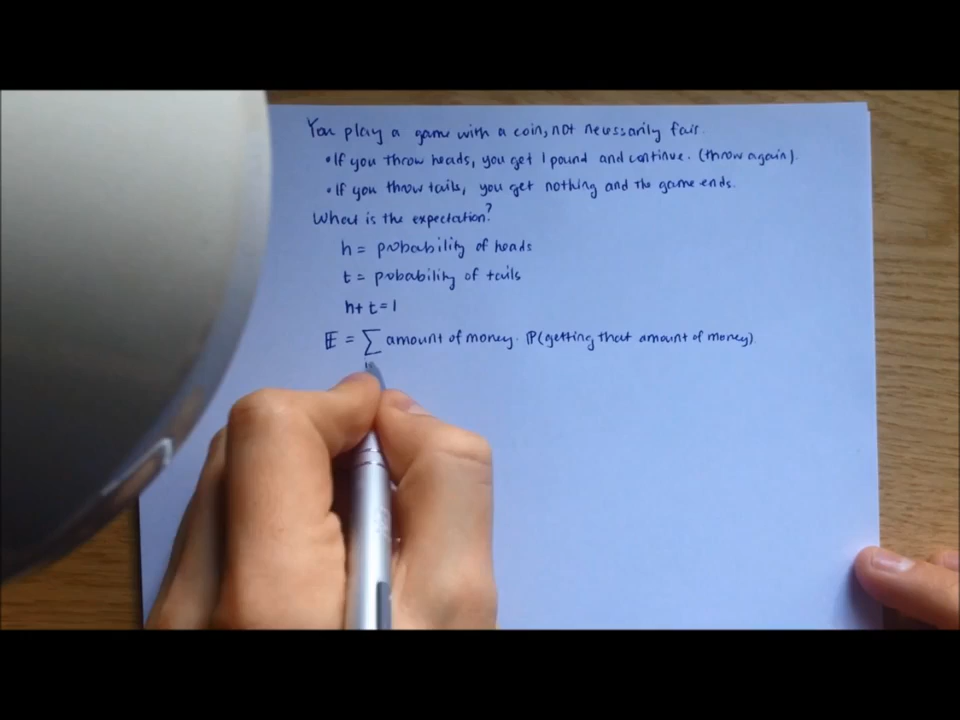 You play a game with a coin, not necessarily fair.
• If you throw heads, you get 1 pound and continue. (throw again).
• If you throw tails, you get nothing and the game ends.
What is the expectation?
h = probability of heads
t = probability of tails
h + t = 1
𝔼 = ∑ amount of money · ℙ(getting that amount of money)